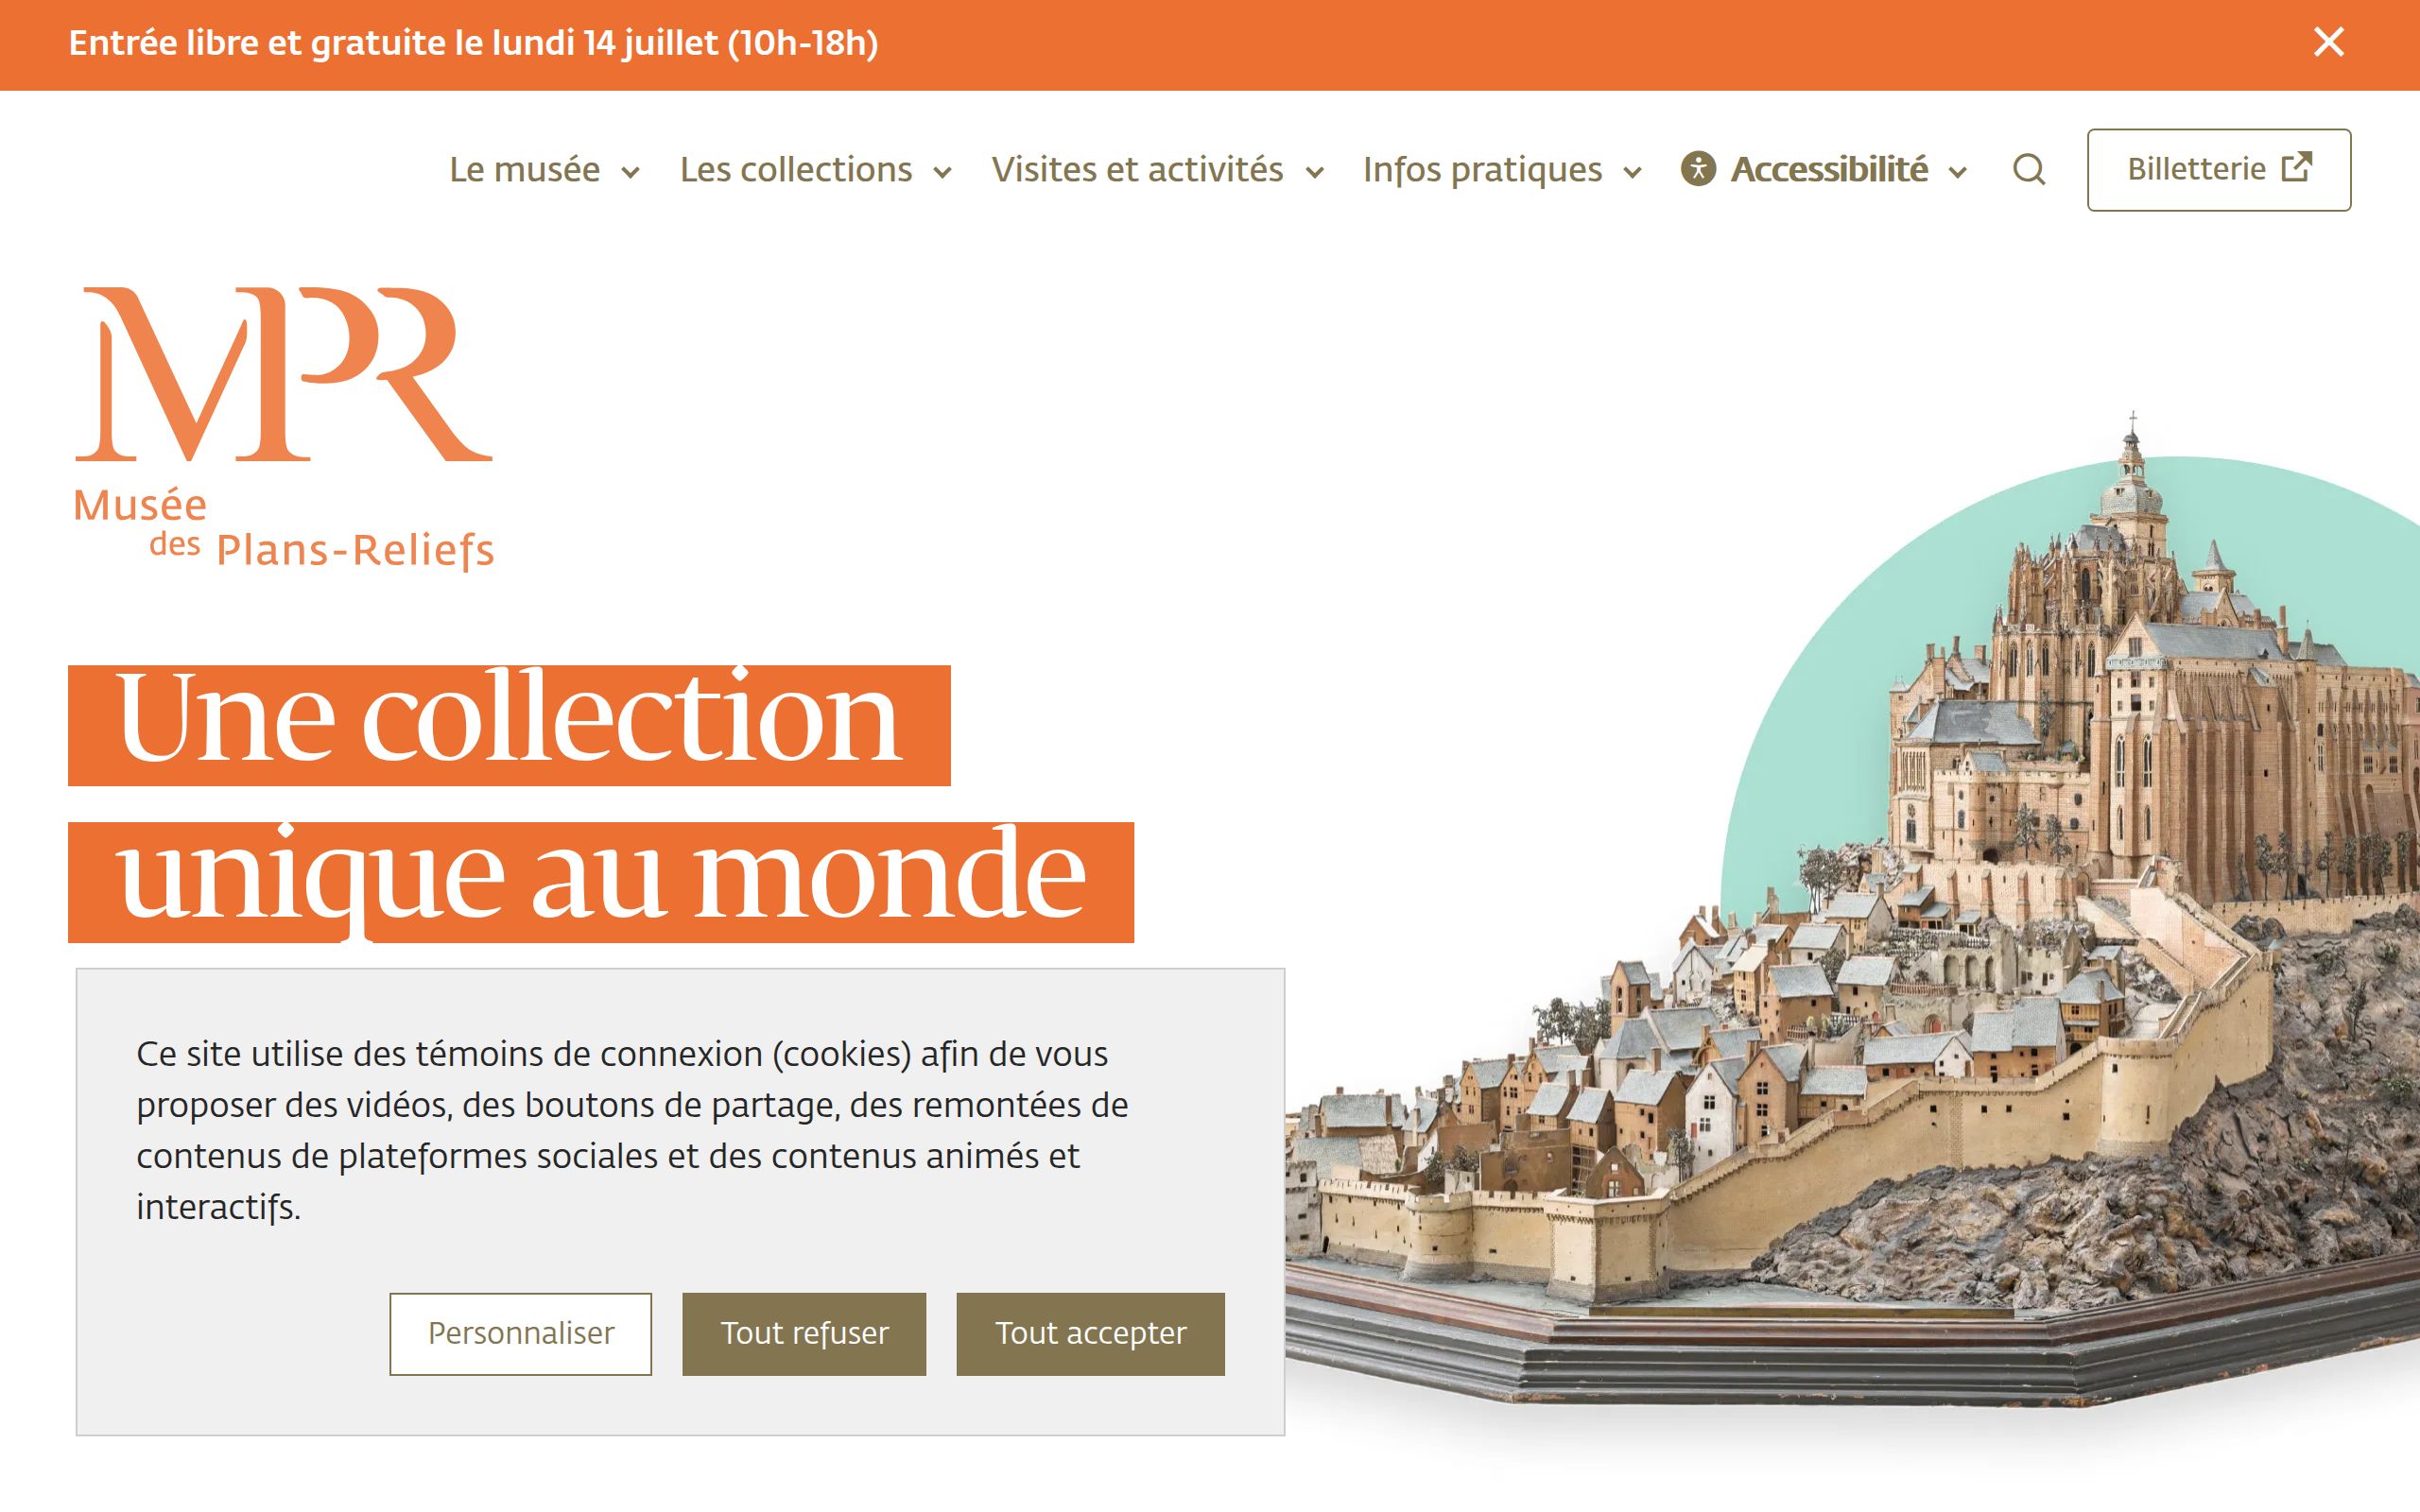 Entrée libre et gratuite le lundi 14 juillet (10h-18h)
Le musée Les collections Visites et activités Infos pratiques Accessibilité Billetterie
MPR
Musée
des Plans-Reliefs
Une collection
unique au monde
Ce site utilise des témoins de connexion (cookies) afin de vous
proposer des vidéos, des boutons de partage, des remontées de
contenus de plateformes sociales et des contenus animés et
interactifs.
Personnaliser Tout refuser Tout accepter